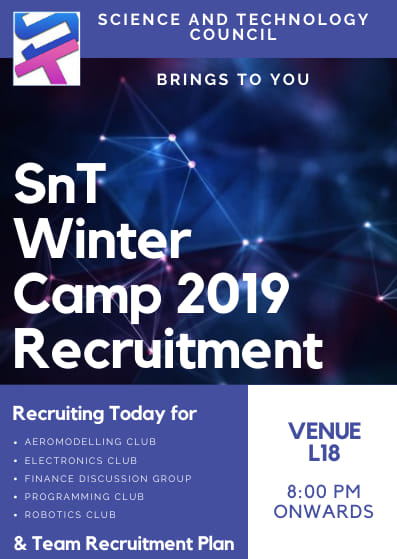 SCIENCE AND TECHNOLOGY
COUNCIL
BRINGS TO YOU
SnT
Winter
Camp 2019
Recruitment
Recruiting Today for
• AEROMODELLING CLUB
• ELECTRONICS CLUB
• FINANCE DISCUSSION GROUP
• PROGRAMMING CLUB
• ROBOTICS CLUB
& Team Recruitment Plan
VENUE
L18
8:00 PM
ONWARDS